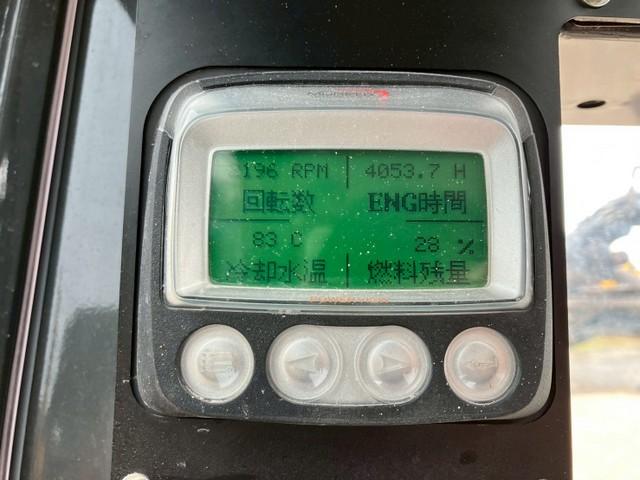 196 RPM 4053.7 H
回転数 ENG時間
83 C 28 %
冷却水温 燃料残量